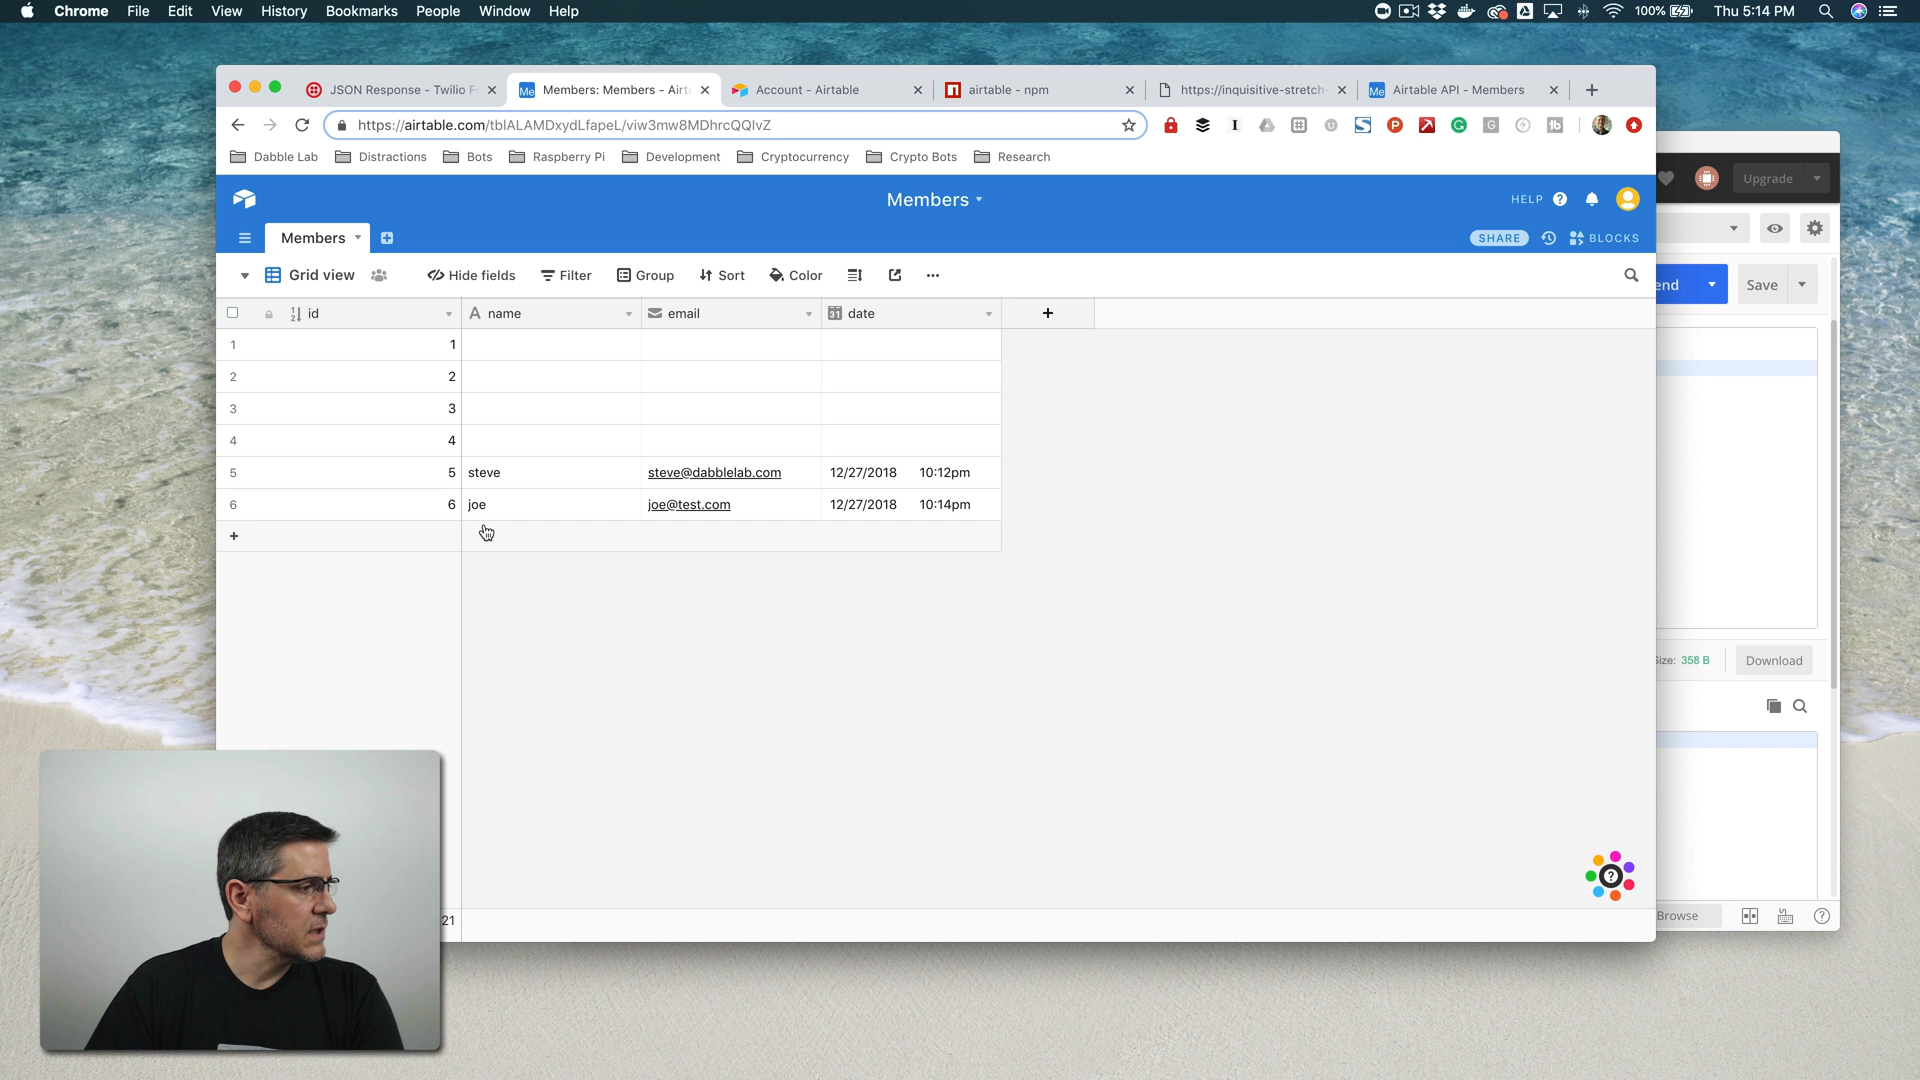 Chrome File Edit View History Bookmarks People Window Help 100% Thu 5:14 PM
JSON Response - Twilio F Members: Members - Airt Account - Airtable airtable - npm https://inquisitive-stretch- Airtable API - Members
https://airtable.com/tblALAMDxydLfapeL/viw3mw8MDhrcQQlvZ
Dabble Lab Distractions Bots Raspberry Pi Development Cryptocurrency Crypto Bots Research
Members HELP
Upgrade
Members SHARE BLOCKS
Grid view Hide fields Filter Group Sort Color
end Save
id name email date
1 1
2 2
3 3
4 4
5 5 steve steve@dabblelab.com 12/27/2018 10:12pm
6 6 joe joe@test.com 12/27/2018 10:14pm
+
Size: 358 B Download
21
Browse